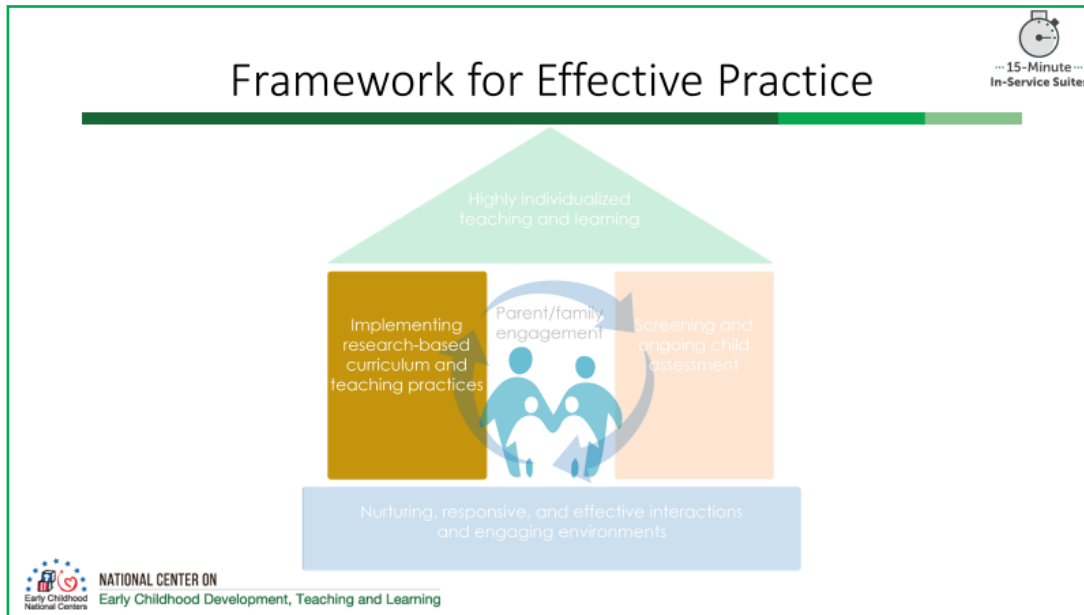 ··· 15-Minute ···
In-Service Suites
Framework for Effective Practice
Highly individualized
teaching and learning
Implementing
research-based
curriculum and
teaching practices
Parent/family
engagement
Screening and
ongoing child
assessment
Nurturing, responsive, and effective interactions
and engaging environments
Early Childhood
National Centers
NATIONAL CENTER ON
Early Childhood Development, Teaching and Learning